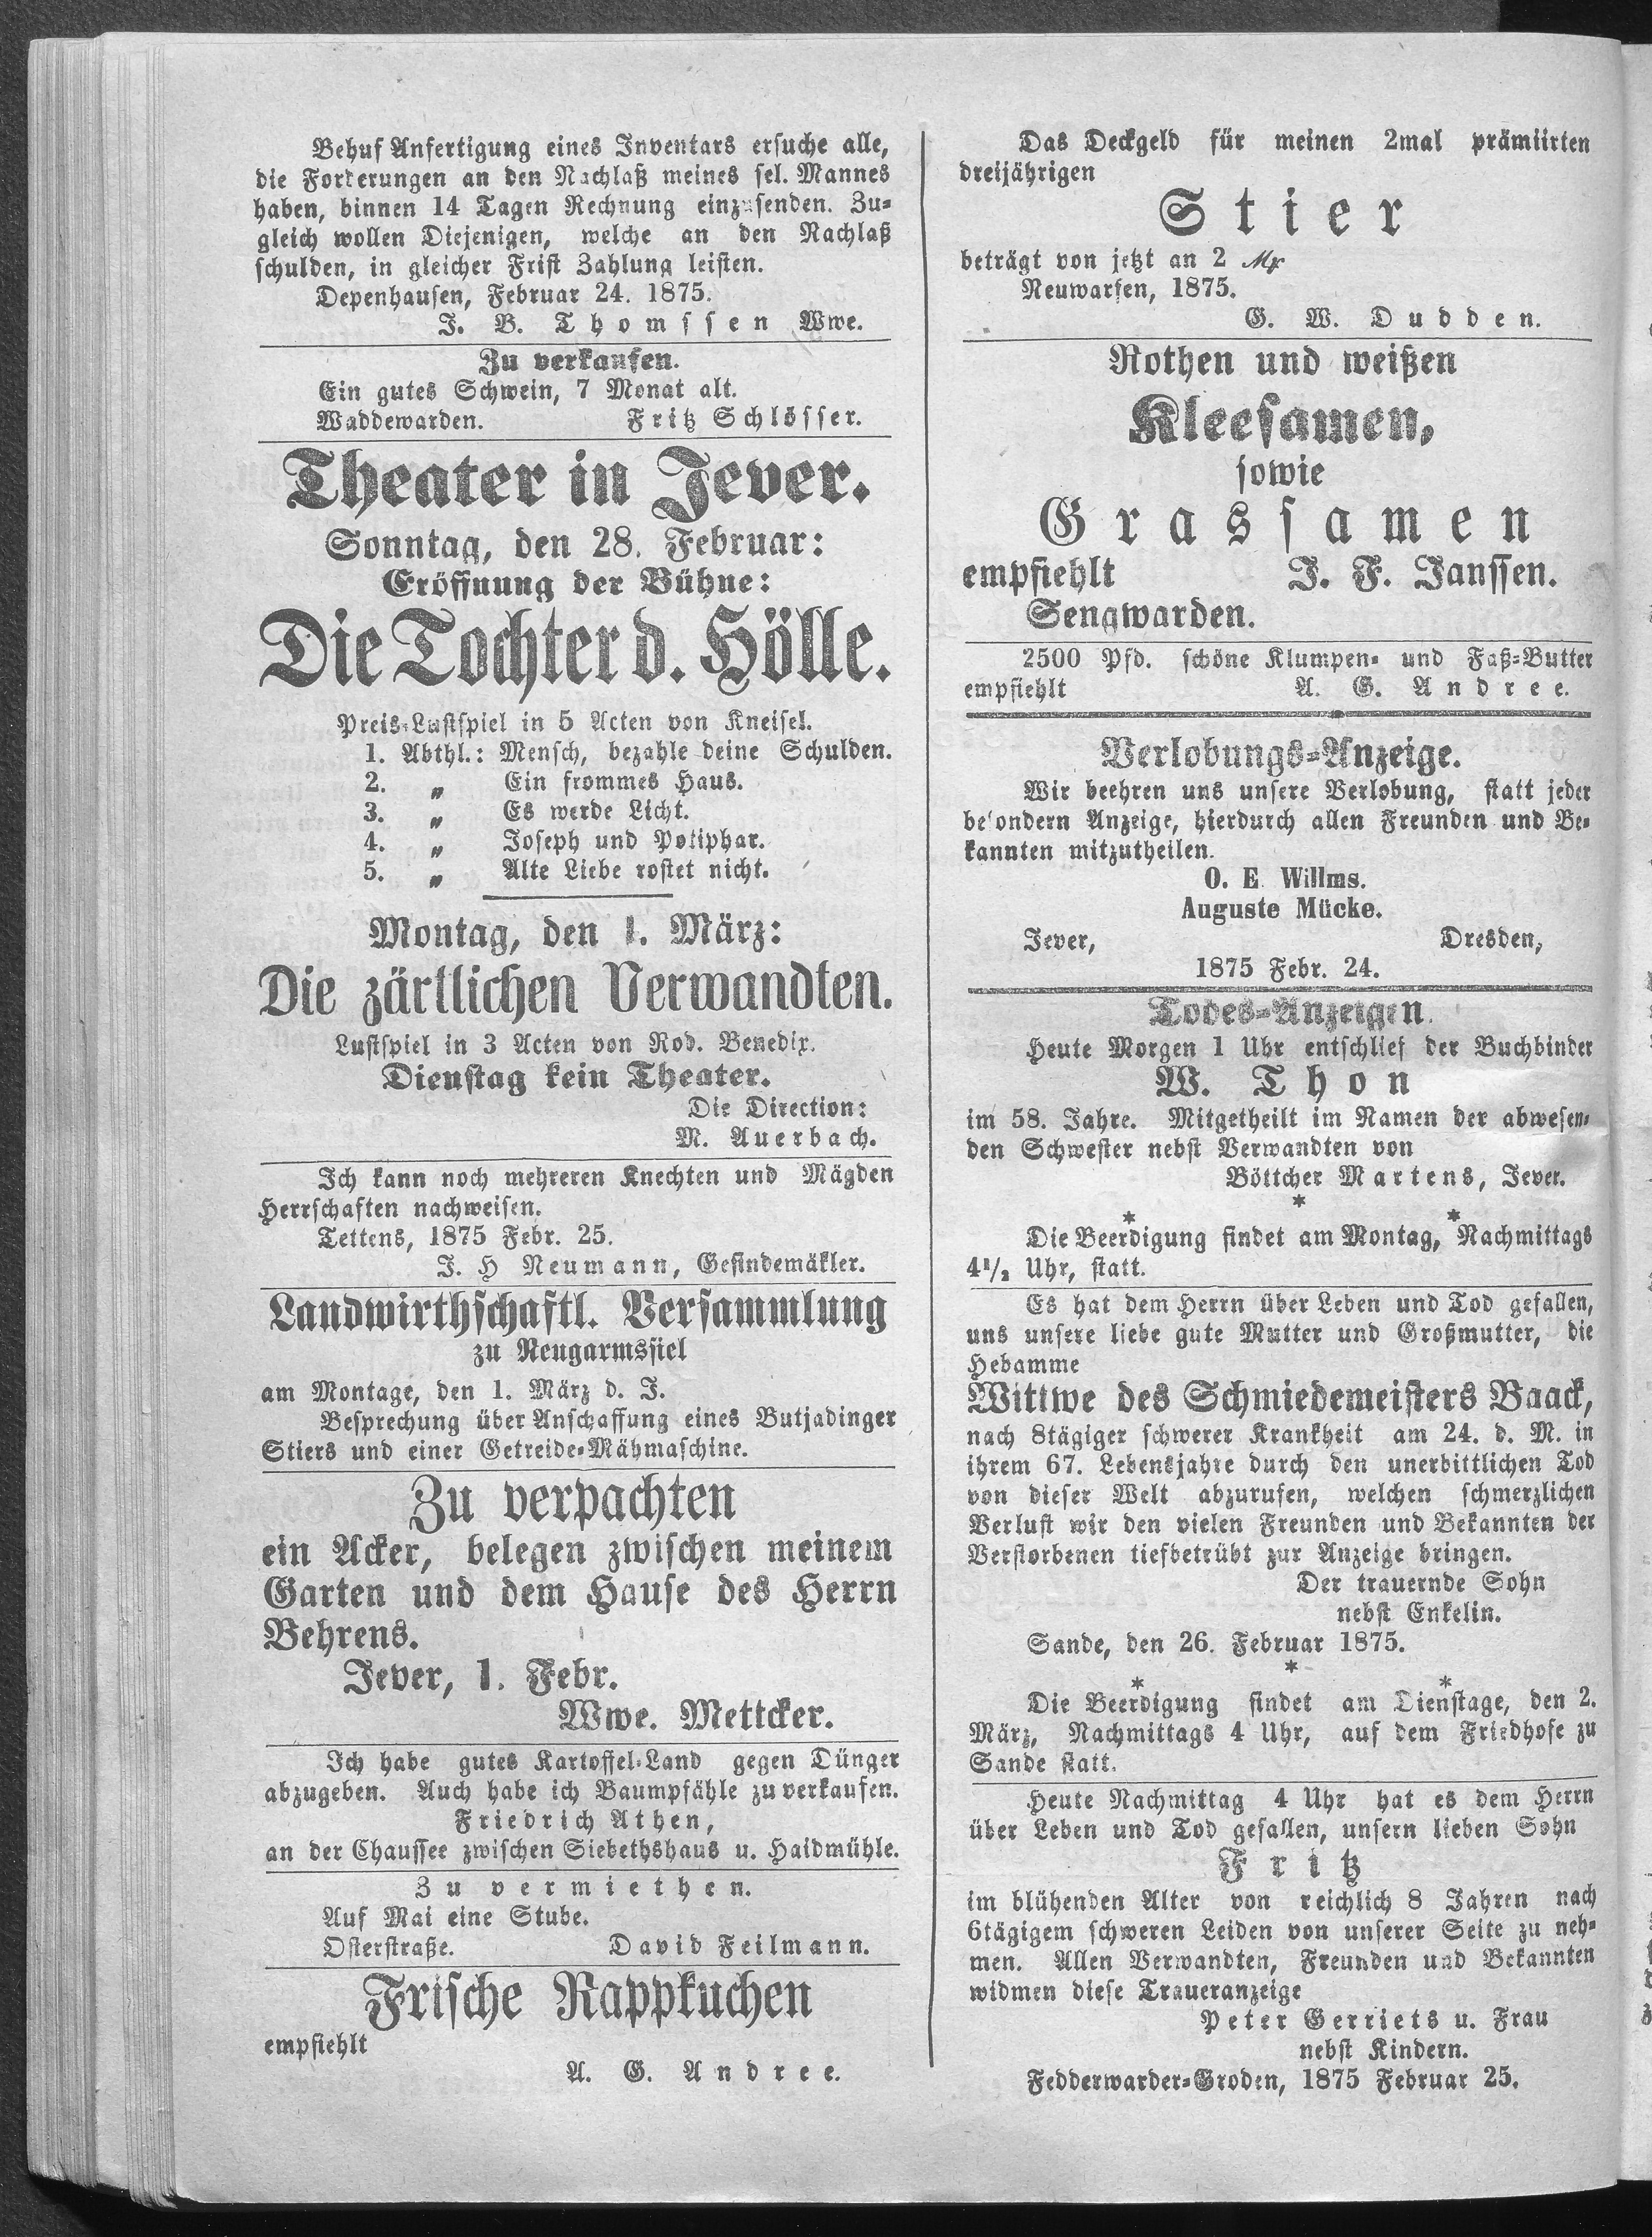 Behuf Anfertigung eines Inventars ersuche alle,
die Forderungen an den Nachlaß meines sel. Mannes
haben, binnen 14 Tagen Rechnung einzusenden. Zu-
gleich wollen Diejenigen, welche an den Nachlaß
schulden, in gleicher Frist Zahlung leisten.
Depenhausen, Februar 24. 1875.
J. B. Thomssen Wwe.
Zu verkaufen.
Ein gutes Schwein, 7 Monat alt.
Waddewarden. Fritz Schlösser.
Theater in Jever.
Sonntag, den 28. Februar:
Eröffnung der Bühne:
Die Tochter d. Hölle.
Preis-Lustspiel in 5 Acten von Kneisel.
1. Abthl.: Mensch, bezahle deine Schulden.
2. „ Ein frommes Haus.
3. „ Es werde Licht.
4. „ Joseph und Potiphar.
5. „ Alte Liebe rostet nicht.
Montag, den 1. März:
Die zärtlichen Verwandten.
Lustspiel in 3 Acten von Rod. Benedix.
Dienstag kein Theater.
Die Direction:
M. Auerbach.
Ich kann noch mehreren Knechten und Mägden
Herrschaften nachweisen.
Tettens, 1875 Febr. 25.
J. H Neumann, Gesindemäkler.
Landwirthschaftl. Versammlung
zu Neugarmssiel
am Montage, den 1. März d. J.
Besprechung über Anschaffung eines Butjadinger
Stiers und einer Getreide-Mähmaschine.
Zu verpachten
ein Acker, belegen zwischen meinem
Garten und dem Hause des Herrn
Behrens.
Jever, 1. Febr.
Wwe. Mettcker.
Ich habe gutes Kartoffel-Land gegen Dünger
abzugeben. Auch habe ich Baumpfähle zu verkaufen.
Friedrich Athen,
an der Chaussee zwischen Siebethshaus u. Haidmühle.
Zu vermiethen.
Auf Mai eine Stube.
Osterstraße. David Feilmann.
Frische Rappkuchen
empfiehlt
A. G. Andree.
Das Deckgeld für meinen 2mal prämiirten
dreijährigen
Stier
beträgt von jetzt an 2 Mk
Neuwarfen, 1875.
G. W. Dudden.
Rothen und weißen
Kleesamen,
sowie
Grassamen
empfiehlt J. F. Janssen.
Sengwarden.
2500 Pfd. schöne Klumpen- und Faß-Butter
empfiehlt A. G. Andree.
Verlobungs-Anzeige.
Wir beehren uns unsere Verlobung, statt jeder
besondern Anzeige, hierdurch allen Freunden und Be-
kannten mitzutheilen.
O. E. Willms.
Auguste Mücke.
Jever, Dresden,
1875 Febr. 24.
Todes-Anzeigen.
Heute Morgen 1 Uhr entschlief der Buchbinder
W. Thon
im 58. Jahre. Mitgetheilt im Namen der abwesen-
den Schwester nebst Verwandten von
Böttcher Martens, Jever.
* * *
Die Beerdigung findet am Montag, Nachmittags
4½ Uhr, statt.
Es hat dem Herrn über Leben und Tod gefallen,
uns unsere liebe gute Mutter und Großmutter, die
Hebamme
Wittwe des Schmiedemeisters Baack,
nach 8tägiger schwerer Krankheit am 24. d. M. in
ihrem 67. Lebensjahre durch den unerbittlichen Tod
von dieser Welt abzurufen, welchen schmerzlichen
Verlust wir den vielen Freunden und Bekannten der
Verstorbenen tiefbetrübt zur Anzeige bringen.
Der trauernde Sohn
nebst Enkelin.
Sande, den 26. Februar 1875.
* * *
Die Beerdigung findet am Dienstage, den 2.
März, Nachmittags 4 Uhr, auf dem Friedhofe zu
Sande statt.
Heute Nachmittag 4 Uhr hat es dem Herrn
über Leben und Tod gefallen, unsern lieben Sohn
Fritz
im blühenden Alter von reichlich 8 Jahren nach
6tägigem schweren Leiden von unserer Seite zu neh-
men. Allen Verwandten, Freunden und Bekannten
widmen diese Traueranzeige
Peter Gerriets u. Frau
nebst Kindern.
Fedderwarder-Groden, 1875 Februar 25.